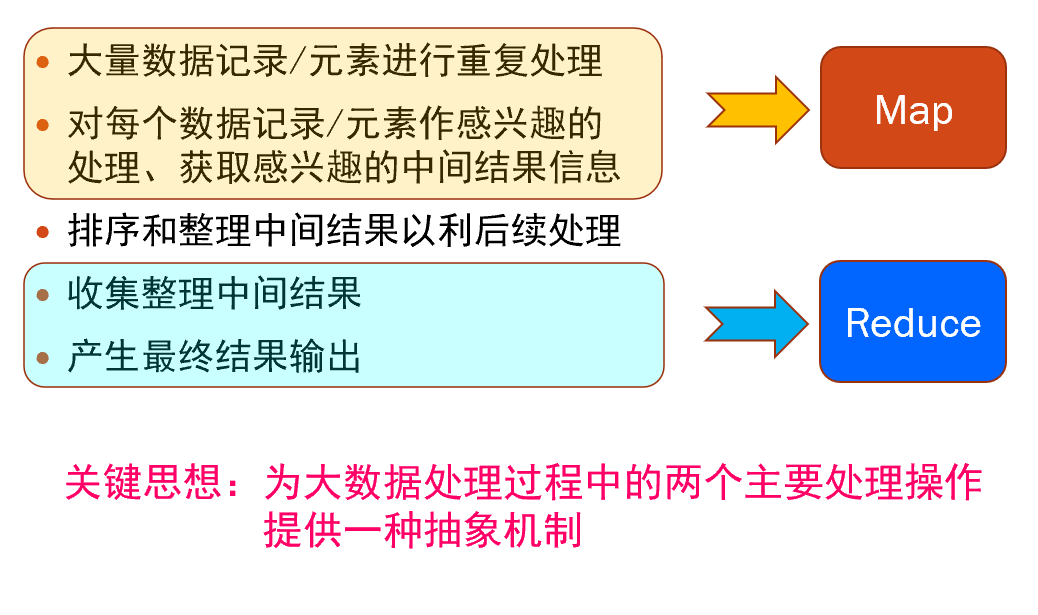 大量数据记录/元素进行重复处理
Map
对每个数据记录/元素作感兴趣的
处理、获取感兴趣的中间结果信息
排序和整理中间结果以利后续处理
收集整理中间结果
Reduce
产生最终结果输出
关键思想：为大数据处理过程中的两个主要处理操作
提供一种抽象机制